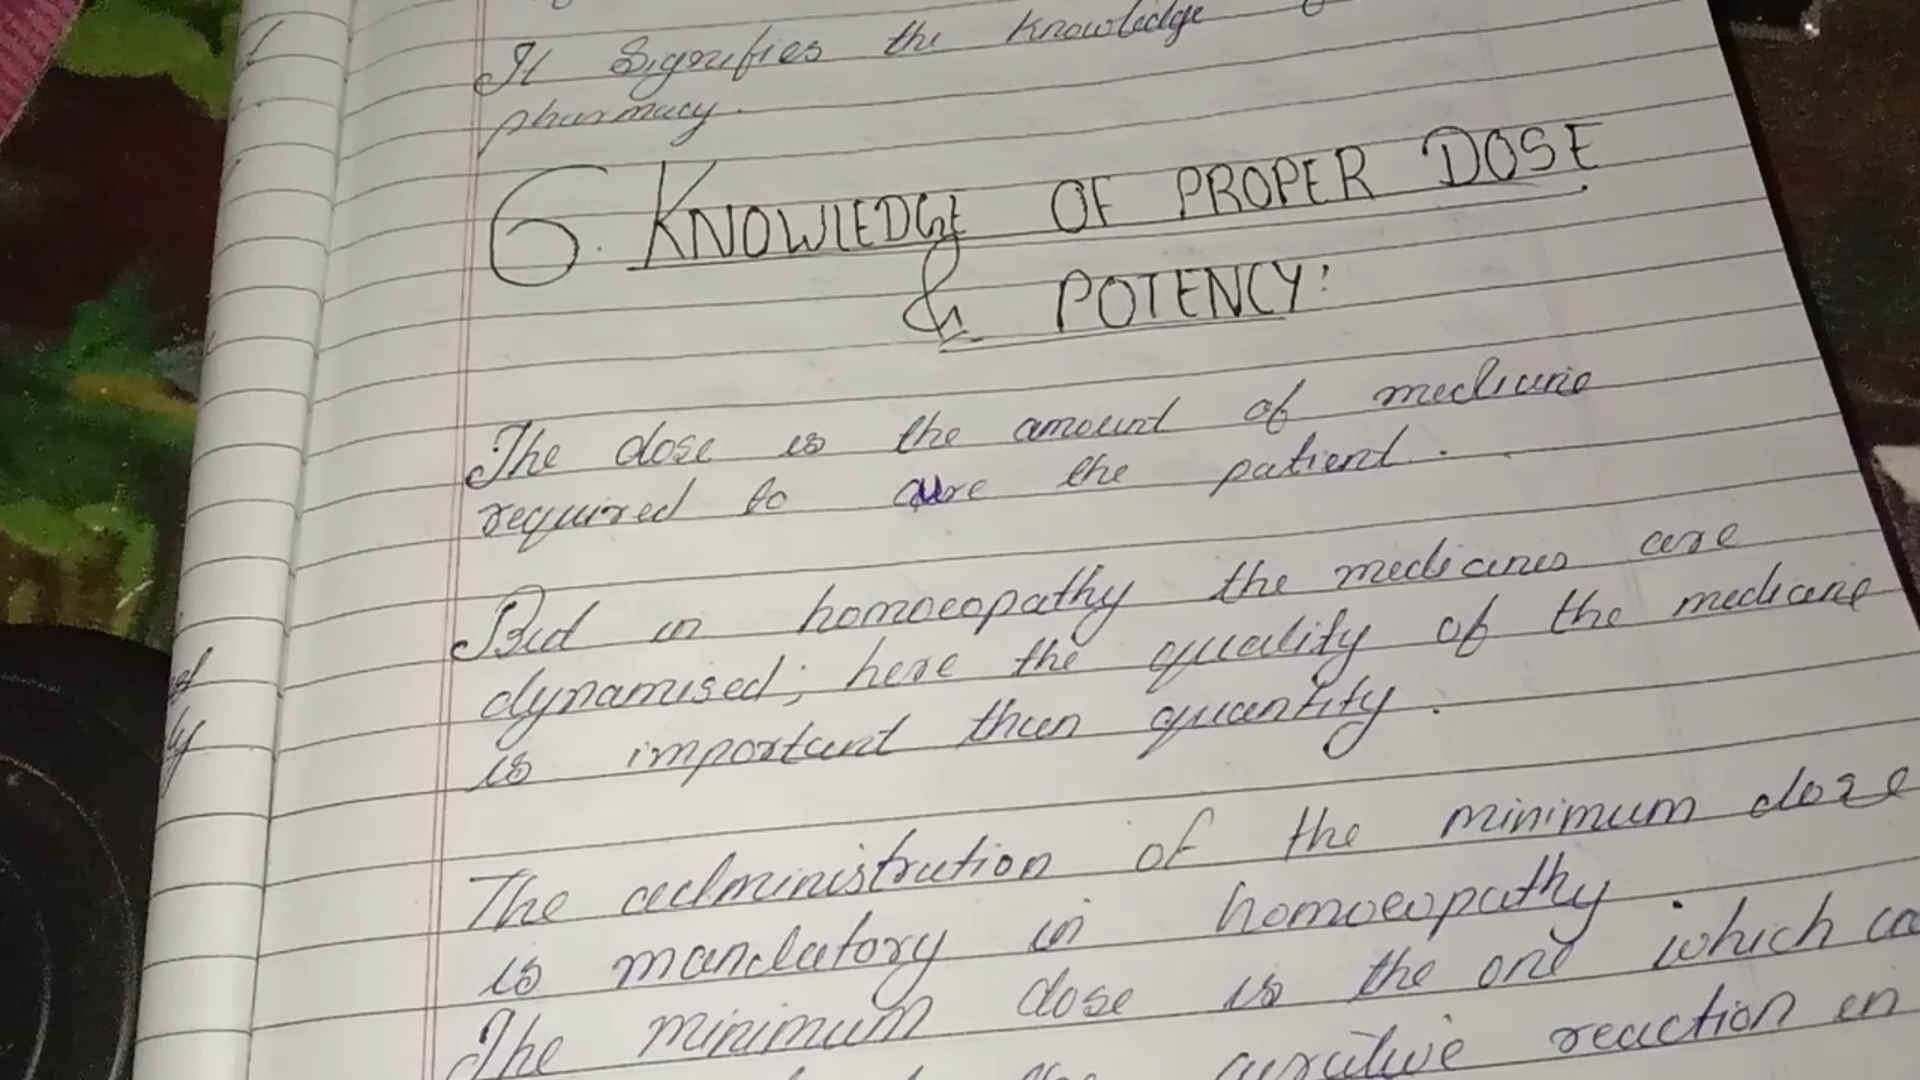 It Signifies the knowledge
pharmacy.
6. KNOWLEDGE OF PROPER DOSE
& POTENCY:
The dose is the amount of medicine
required to cure the patient.
But in homoeopathy the medicines are
dynamised; here the quality of the medicine
is important than quantity.
The administration of the minimum dose
is mandatory in homoeopathy.
The minimum dose is the one which ca
curative reaction in